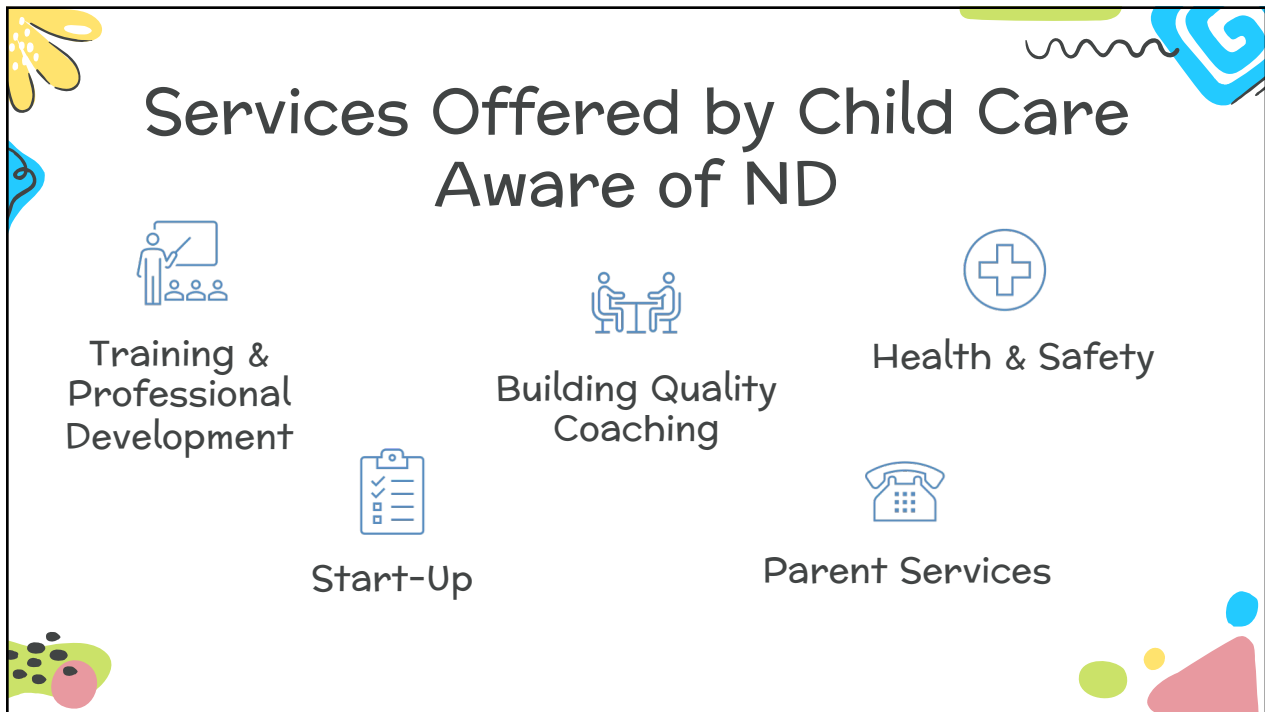 Services Offered by Child Care
Aware of ND
Training &
Professional
Development
Building Quality
Coaching
Health & Safety
Start-Up
Parent Services